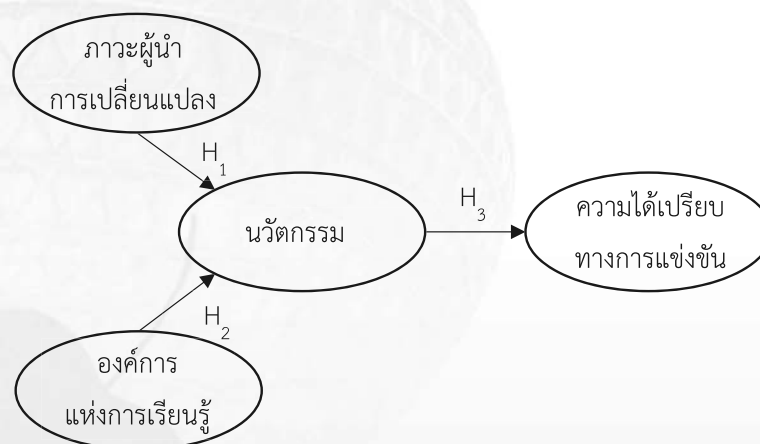 ภาวะผู้นำ
การเปลี่ยนแปลง
H₁
นวัตกรรม
H₃
ความได้เปรียบ
ทางการแข่งขัน
H₂
องค์การ
แห่งการเรียนรู้